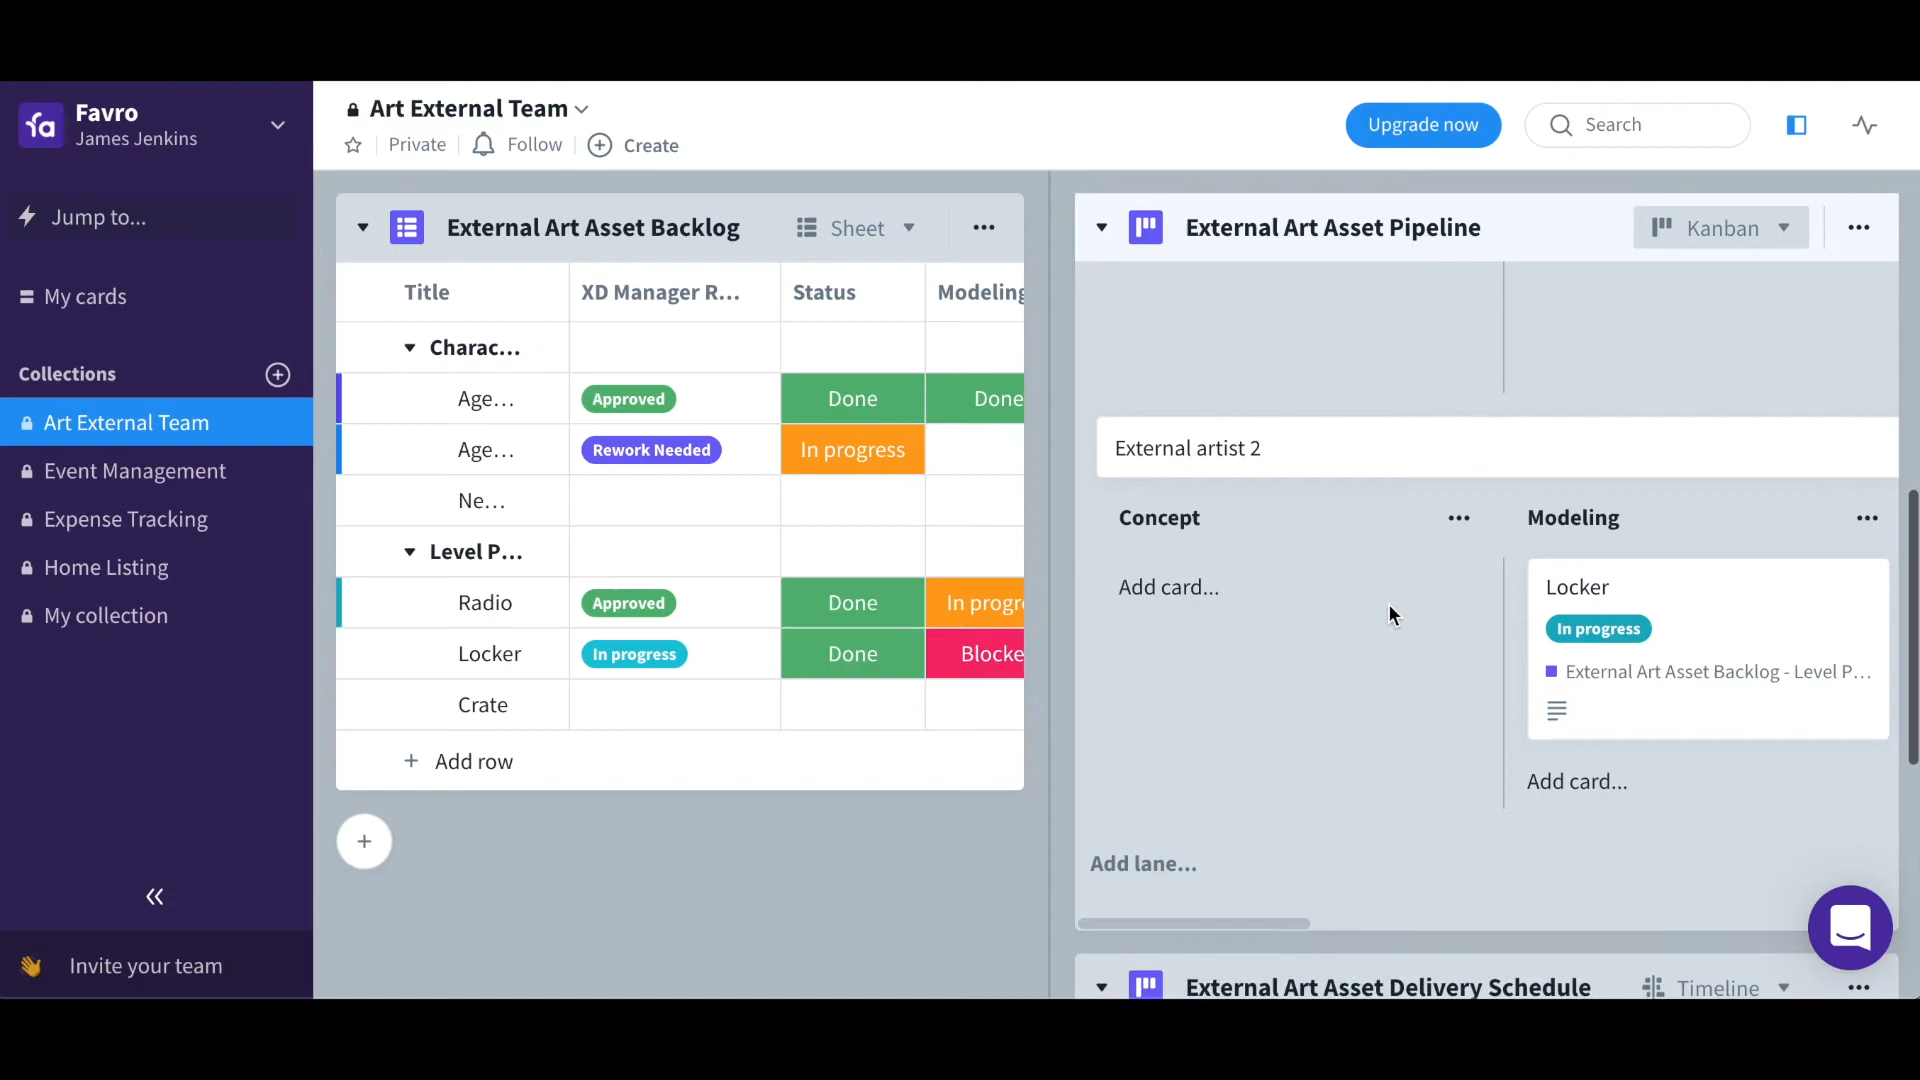 Favro
James Jenkins
Jump to...
My cards
Collections
Art External Team
Event Management
Expense Tracking
Home Listing
My collection
Invite your team
Art External Team
Private
Follow
Create
Upgrade now
Search
External Art Asset Backlog
Sheet
Title
XD Manager R...
Status
Modeling
Charac...
Age...
Approved
Done
Done
Age...
Rework Needed
In progress
Ne...
Level P...
Radio
Approved
Done
In progre
Locker
In progress
Done
Blocke
Crate
Add row
External Art Asset Pipeline
Kanban
External artist 2
Concept
Modeling
Add card...
Locker
In progress
External Art Asset Backlog - Level P...
Add card...
Add lane...
External Art Asset Delivery Schedule
Timeline